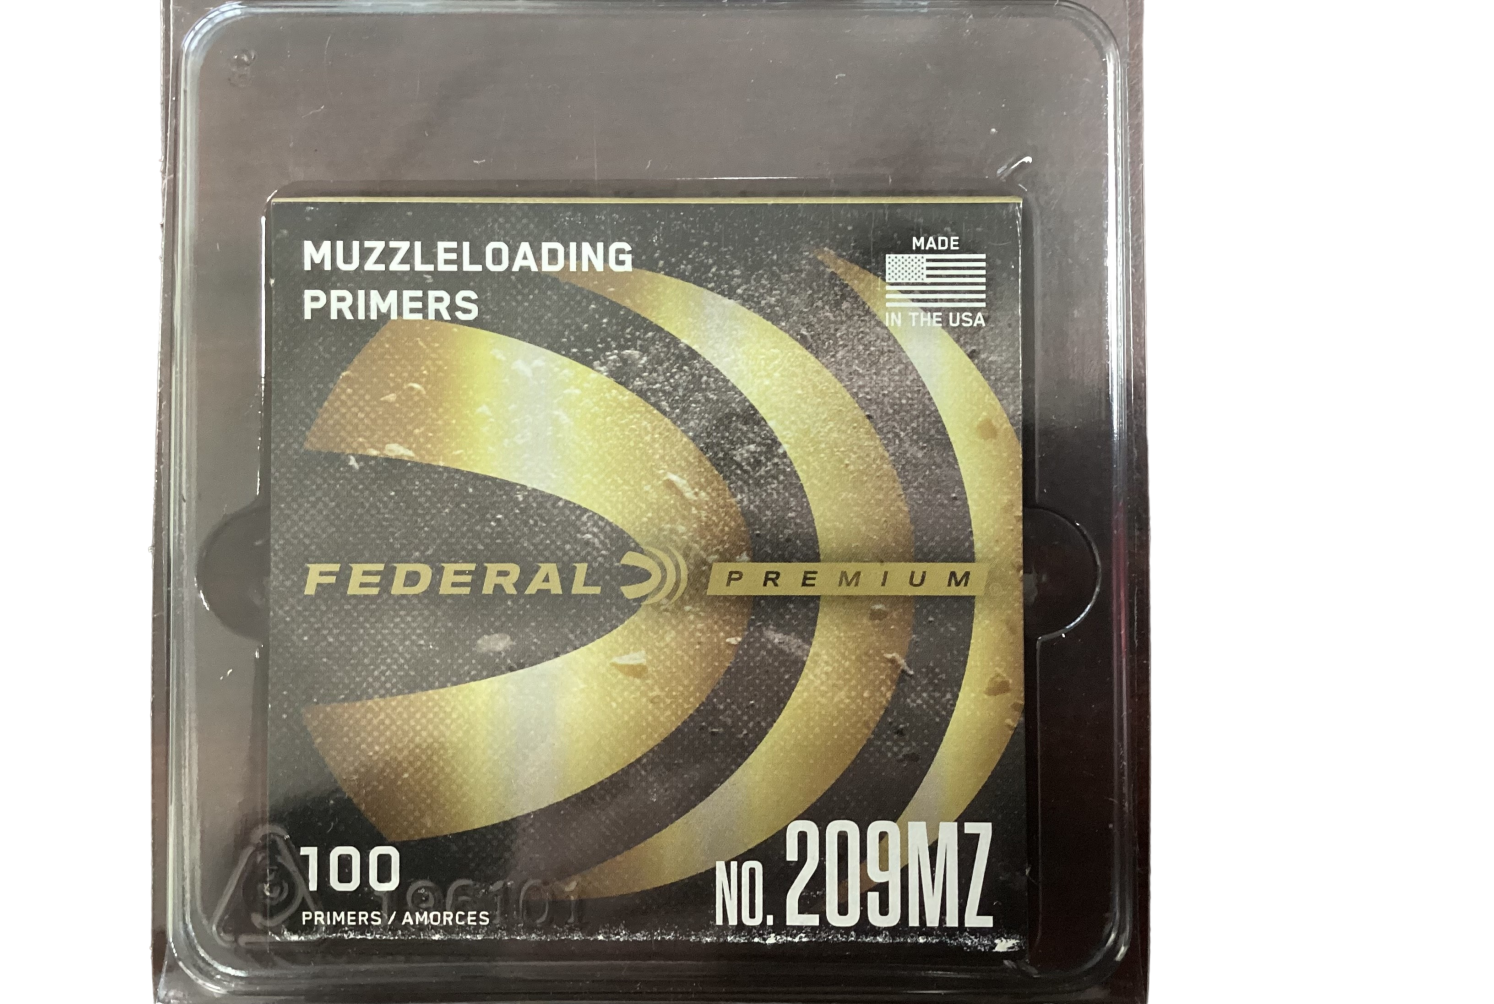 MUZZLELOADING
PRIMERS
MADE
IN THE USA
FEDERAL PREMIUM
100
PRIMERS / AMORCES
NO. 209MZ